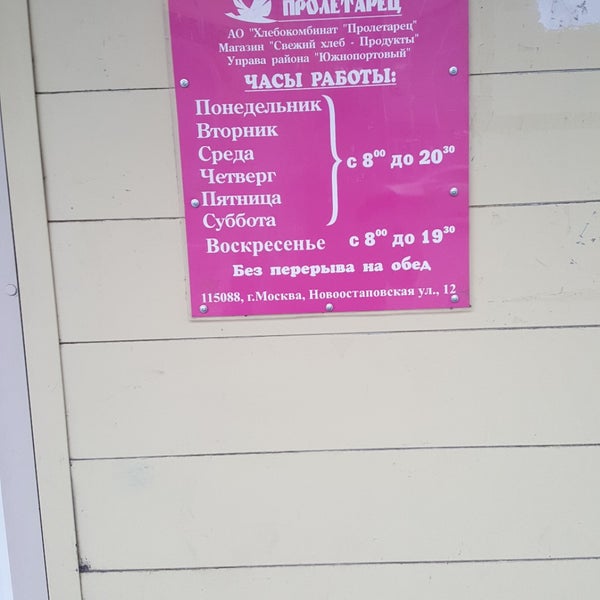 ПРОЛЕТАРЕЦ
АО "Хлебокомбинат "Пролетарец"
Магазин "Свежий хлеб - Продукты"
Управа района "Южнопортовый"
ЧАСЫ РАБОТЫ:
Понедельник
Вторник
Среда
Четверг
Пятница
Суббота
с 8⁰⁰ до 20³⁰
Воскресенье с 8⁰⁰ до 19³⁰
Без перерыва на обед
115088, г.Москва, Новоостаповская ул., 12